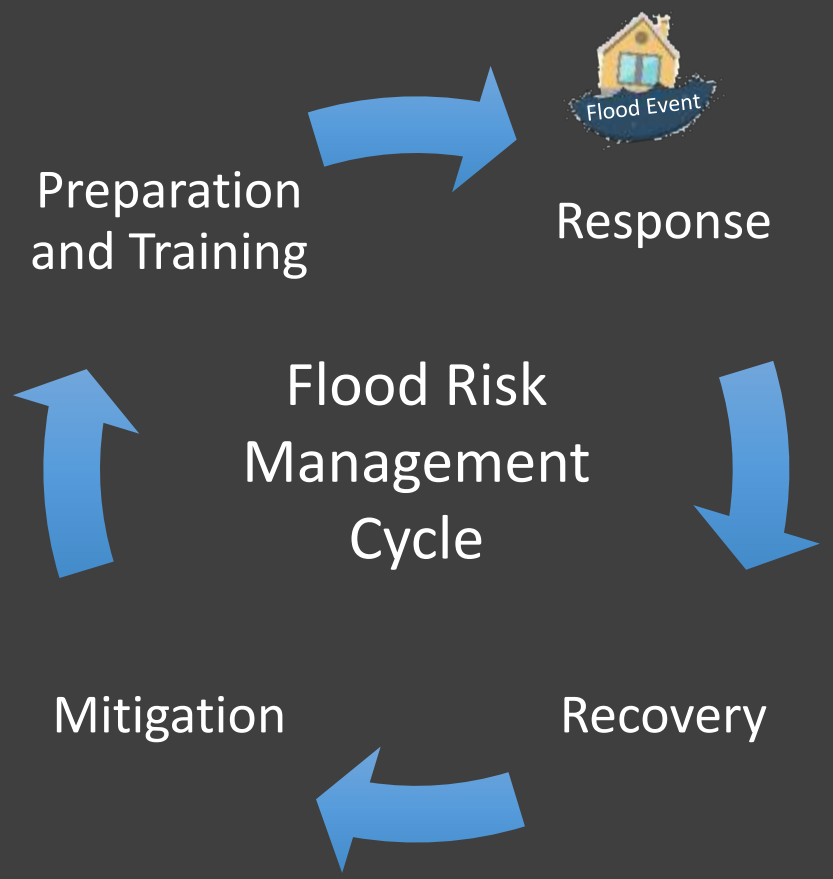 Flood Event
Preparation
and Training
Response
Flood Risk
Management
Cycle
Mitigation
Recovery